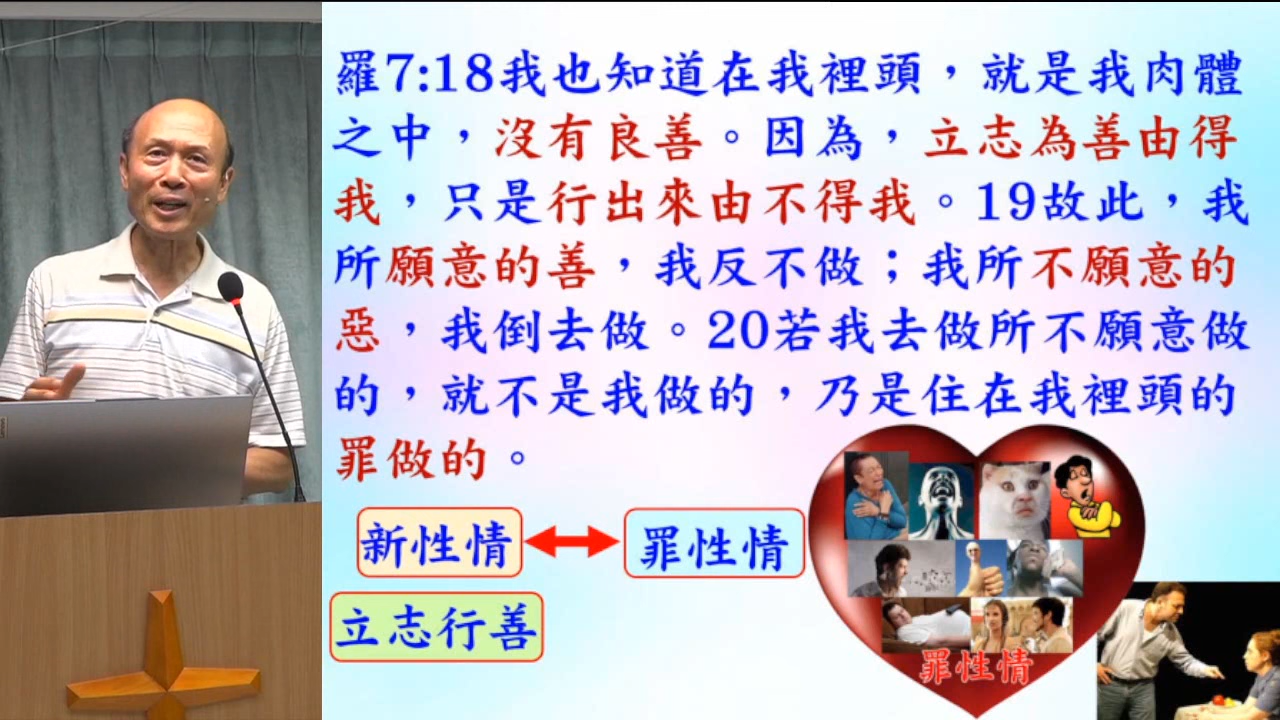 羅7:18我也知道在我裡頭，就是我肉體
之中，沒有良善。因為，立志為善由得
我，只是行出來由不得我。19故此，我
所願意的善，我反不做；我所不願意的
惡，我倒去做。20若我去做所不願意做
的，就不是我做的，乃是住在我裡頭的
罪做的。
新性情
罪性情
立志行善
罪性情